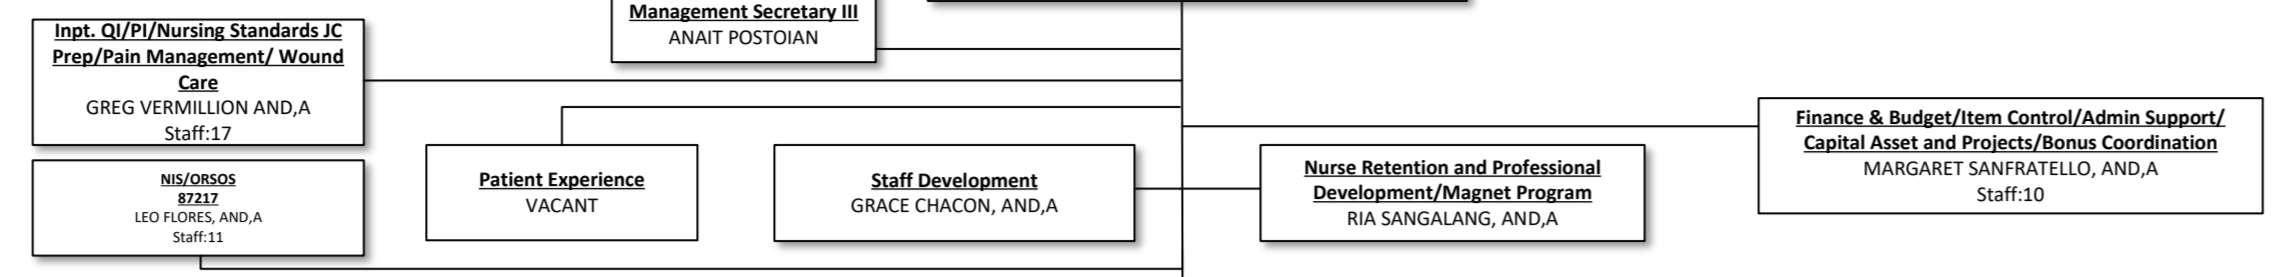 Management Secretary III
ANAIT POSTOIAN
Inpt. QI/PI/Nursing Standards JC
Prep/Pain Management/ Wound
Care
GREG VERMILLION AND,A
Staff:17
NIS/ORSOS
87217
LEO FLORES, AND,A
Staff:11
Patient Experience
VACANT
Staff Development
GRACE CHACON, AND,A
Nurse Retention and Professional
Development/Magnet Program
RIA SANGALANG, AND,A
Finance & Budget/Item Control/Admin Support/
Capital Asset and Projects/Bonus Coordination
MARGARET SANFRATELLO, AND,A
Staff:10